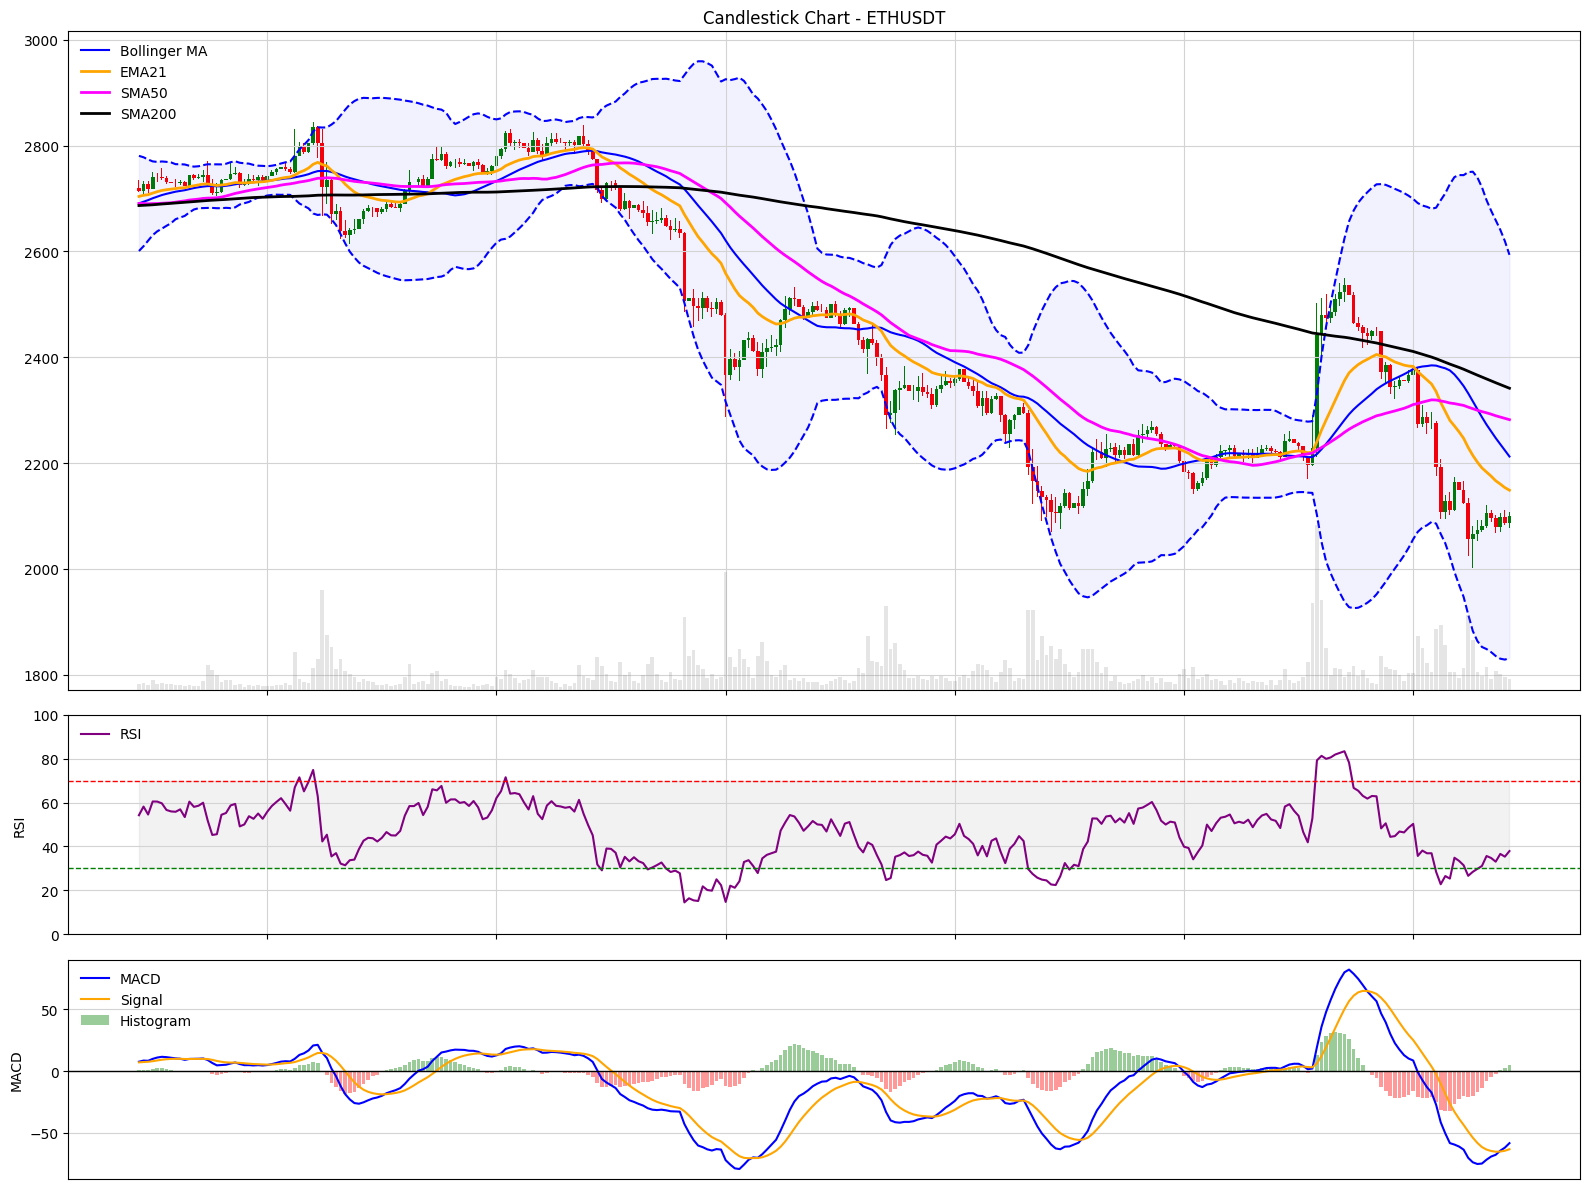 Candlestick Chart - ETHUSDT
3000
2800
2600
2400
2200
2000
1800
Bollinger MA
EMA21
SMA50
SMA200
100
80
60
40
20
0
RSI
RSI
50
0
−50
MACD
MACD
Signal
Histogram